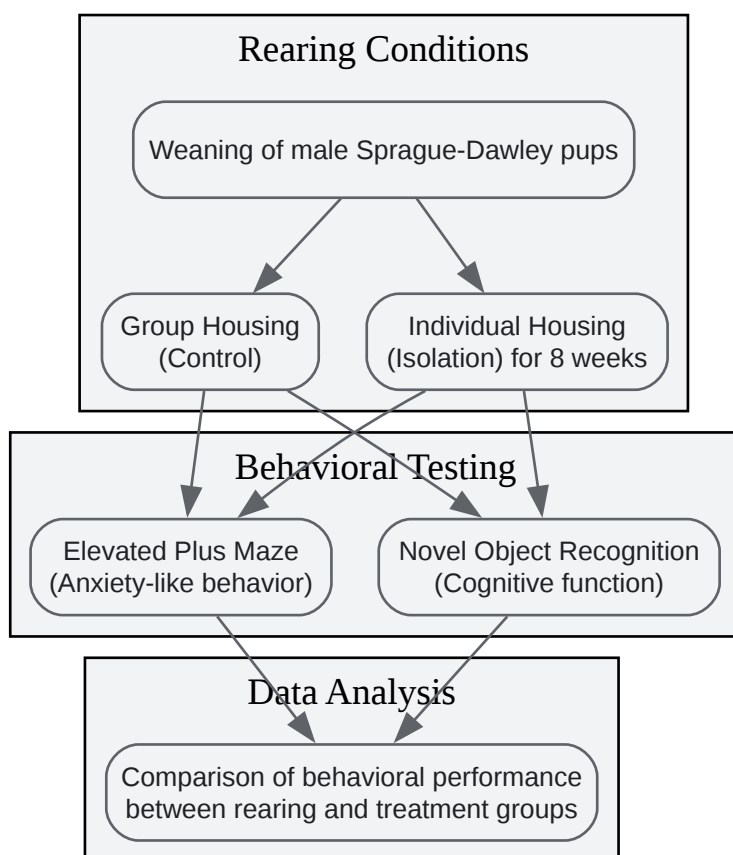 Rearing Conditions
Weaning of male Sprague-Dawley pups
Group Housing
(Control)
Individual Housing
(Isolation) for 8 weeks
Behavioral Testing
Elevated Plus Maze
(Anxiety-like behavior)
Novel Object Recognition
(Cognitive function)
Data Analysis
Comparison of behavioral performance
between rearing and treatment groups